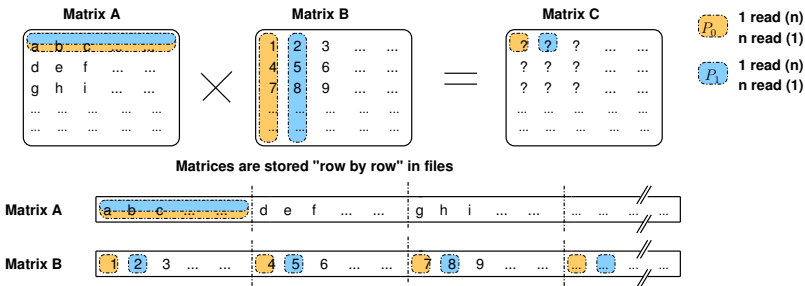 Matrix A Matrix B Matrix C
a b c ... ... 1 2 3 ... ... ? ? ? ... ...
d e f ... ... 4 5 6 ... ... ? ? ? ... ...
g h i ... ... 7 8 9 ... ... ? ? ? ... ...
... ... ... ... ... ... ... ... ... ... ... ... ... ... ...
... ... ... ... ... ... ... ... ... ... ... ... ... ... ...
P₀ 1 read (n)
n read (1)
P₁ 1 read (n)
n read (1)
Matrices are stored "row by row" in files
Matrix A a b c ... ... d e f ... ... g h i ... ... ... ... ... ...
Matrix B 1 2 3 ... ... 4 5 6 ... ... 7 8 9 ... ... ... ... ... ...